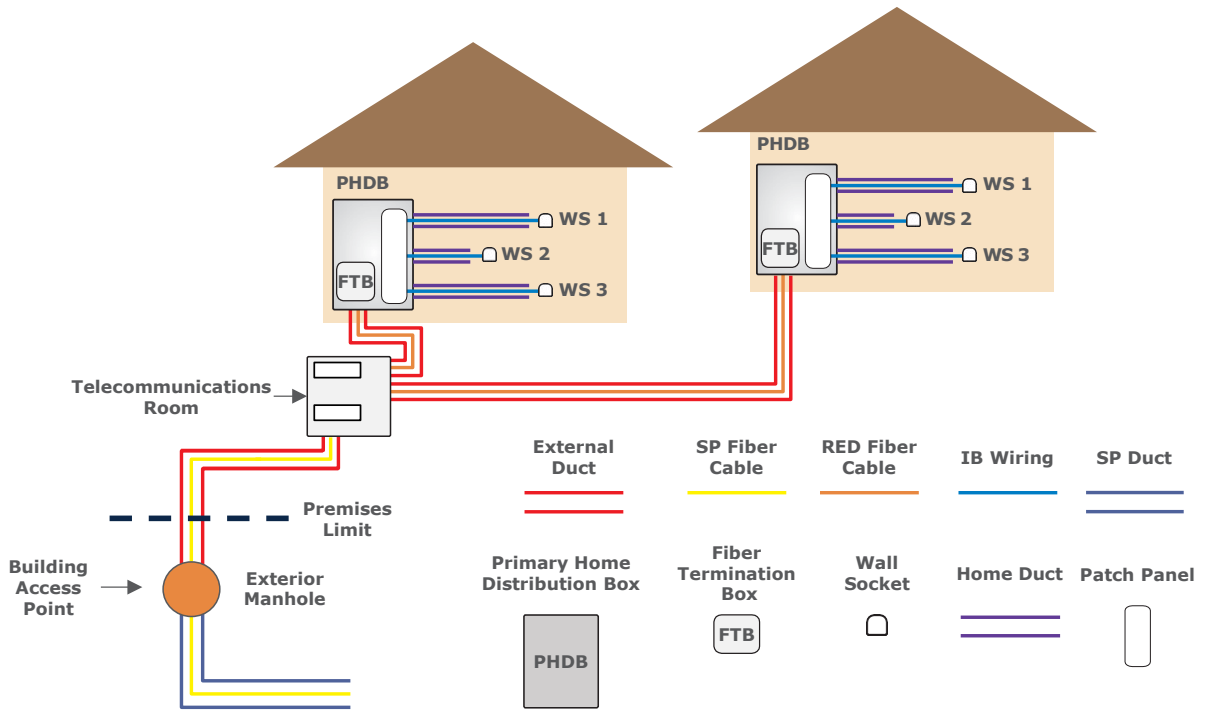 PHDB
WS 1
WS 2
WS 3
FTB
PHDB
WS 1
WS 2
WS 3
FTB
Telecommunications
Room
Premises
Limit
Building
Access
Point
Exterior
Manhole
External
Duct
SP Fiber
Cable
RED Fiber
Cable
IB Wiring
SP Duct
Primary Home
Distribution Box
PHDB
Fiber
Termination
Box
FTB
Wall
Socket
Home Duct
Patch Panel